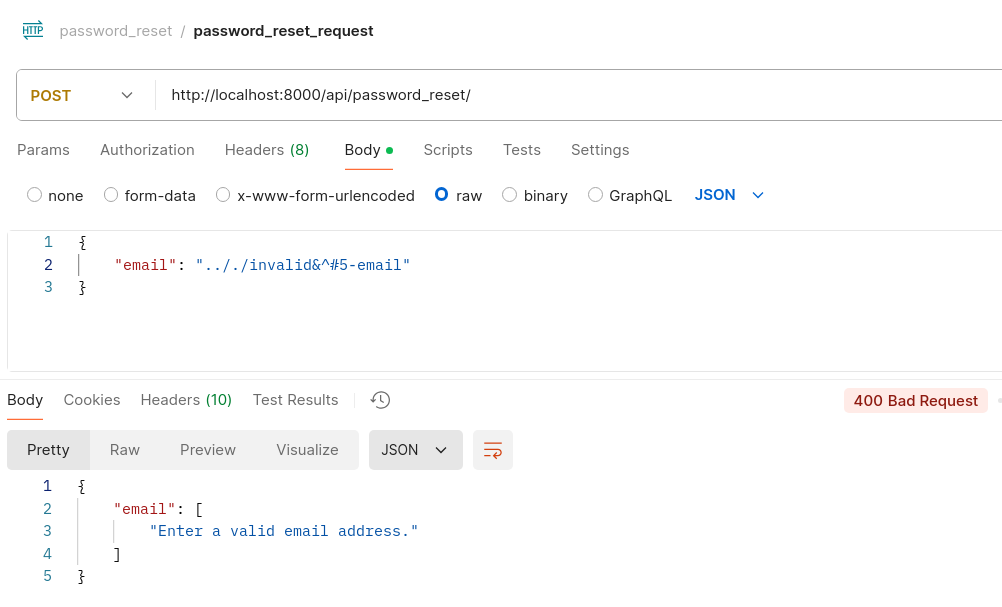 HTTP password_reset / password_reset_request
POST http://localhost:8000/api/password_reset/
Params Authorization Headers (8) Body Scripts Tests Settings
none form-data x-www-form-urlencoded raw binary GraphQL JSON
1 {
2 "email": ".././invalid&^#5-email"
3 }
Body Cookies Headers (10) Test Results 400 Bad Request
Pretty Raw Preview Visualize JSON
1 {
2 "email": [
3 "Enter a valid email address."
4 ]
5 }